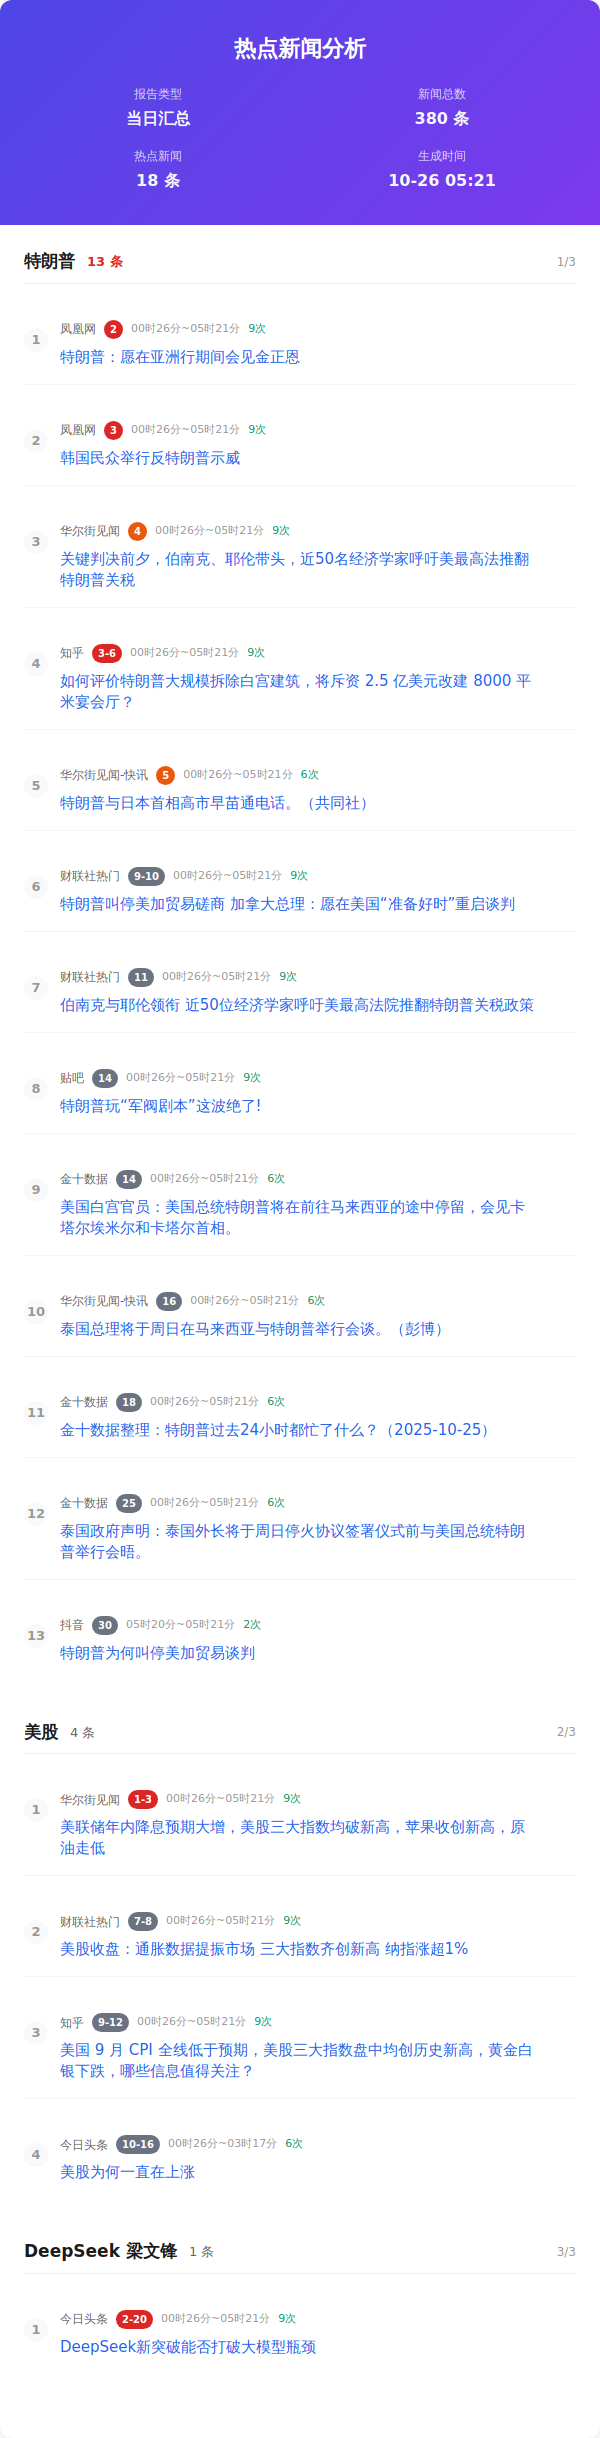 热点新闻分析
报告类型
新闻总数
当日汇总
380 条
热点新闻
生成时间
18 条
10-26 05:21
特朗普 13 条 1/3
1
凤凰网 2 00时26分~05时21分 9次
特朗普：愿在亚洲行期间会见金正恩
2
凤凰网 3 00时26分~05时21分 9次
韩国民众举行反特朗普示威
3
华尔街见闻 4 00时26分~05时21分 9次
关键判决前夕，伯南克、耶伦带头，近50名经济学家呼吁美最高法推翻
特朗普关税
4
知乎 3-6 00时26分~05时21分 9次
如何评价特朗普大规模拆除白宫建筑，将斥资 2.5 亿美元改建 8000 平
米宴会厅？
5
华尔街见闻-快讯 5 00时26分~05时21分 6次
特朗普与日本首相高市早苗通电话。（共同社）
6
财联社热门 9-10 00时26分~05时21分 9次
特朗普叫停美加贸易磋商 加拿大总理：愿在美国“准备好时”重启谈判
7
财联社热门 11 00时26分~05时21分 9次
伯南克与耶伦领衔 近50位经济学家呼吁美最高法院推翻特朗普关税政策
8
贴吧 14 00时26分~05时21分 9次
特朗普玩“军阀剧本”这波绝了!
9
金十数据 14 00时26分~05时21分 6次
美国白宫官员：美国总统特朗普将在前往马来西亚的途中停留，会见卡
塔尔埃米尔和卡塔尔首相。
10
华尔街见闻-快讯 16 00时26分~05时21分 6次
泰国总理将于周日在马来西亚与特朗普举行会谈。（彭博）
11
金十数据 18 00时26分~05时21分 6次
金十数据整理：特朗普过去24小时都忙了什么？（2025-10-25）
12
金十数据 25 00时26分~05时21分 6次
泰国政府声明：泰国外长将于周日停火协议签署仪式前与美国总统特朗
普举行会晤。
13
抖音 30 05时20分~05时21分 2次
特朗普为何叫停美加贸易谈判
美股 4 条 2/3
1
华尔街见闻 1-3 00时26分~05时21分 9次
美联储年内降息预期大增，美股三大指数均破新高，苹果收创新高，原
油走低
2
财联社热门 7-8 00时26分~05时21分 9次
美股收盘：通胀数据提振市场 三大指数齐创新高 纳指涨超1%
3
知乎 9-12 00时26分~05时21分 9次
美国 9 月 CPI 全线低于预期，美股三大指数盘中均创历史新高，黄金白
银下跌，哪些信息值得关注？
4
今日头条 10-16 00时26分~03时17分 6次
美股为何一直在上涨
DeepSeek 梁文锋 1 条 3/3
1
今日头条 2-20 00时26分~05时21分 9次
DeepSeek新突破能否打破大模型瓶颈